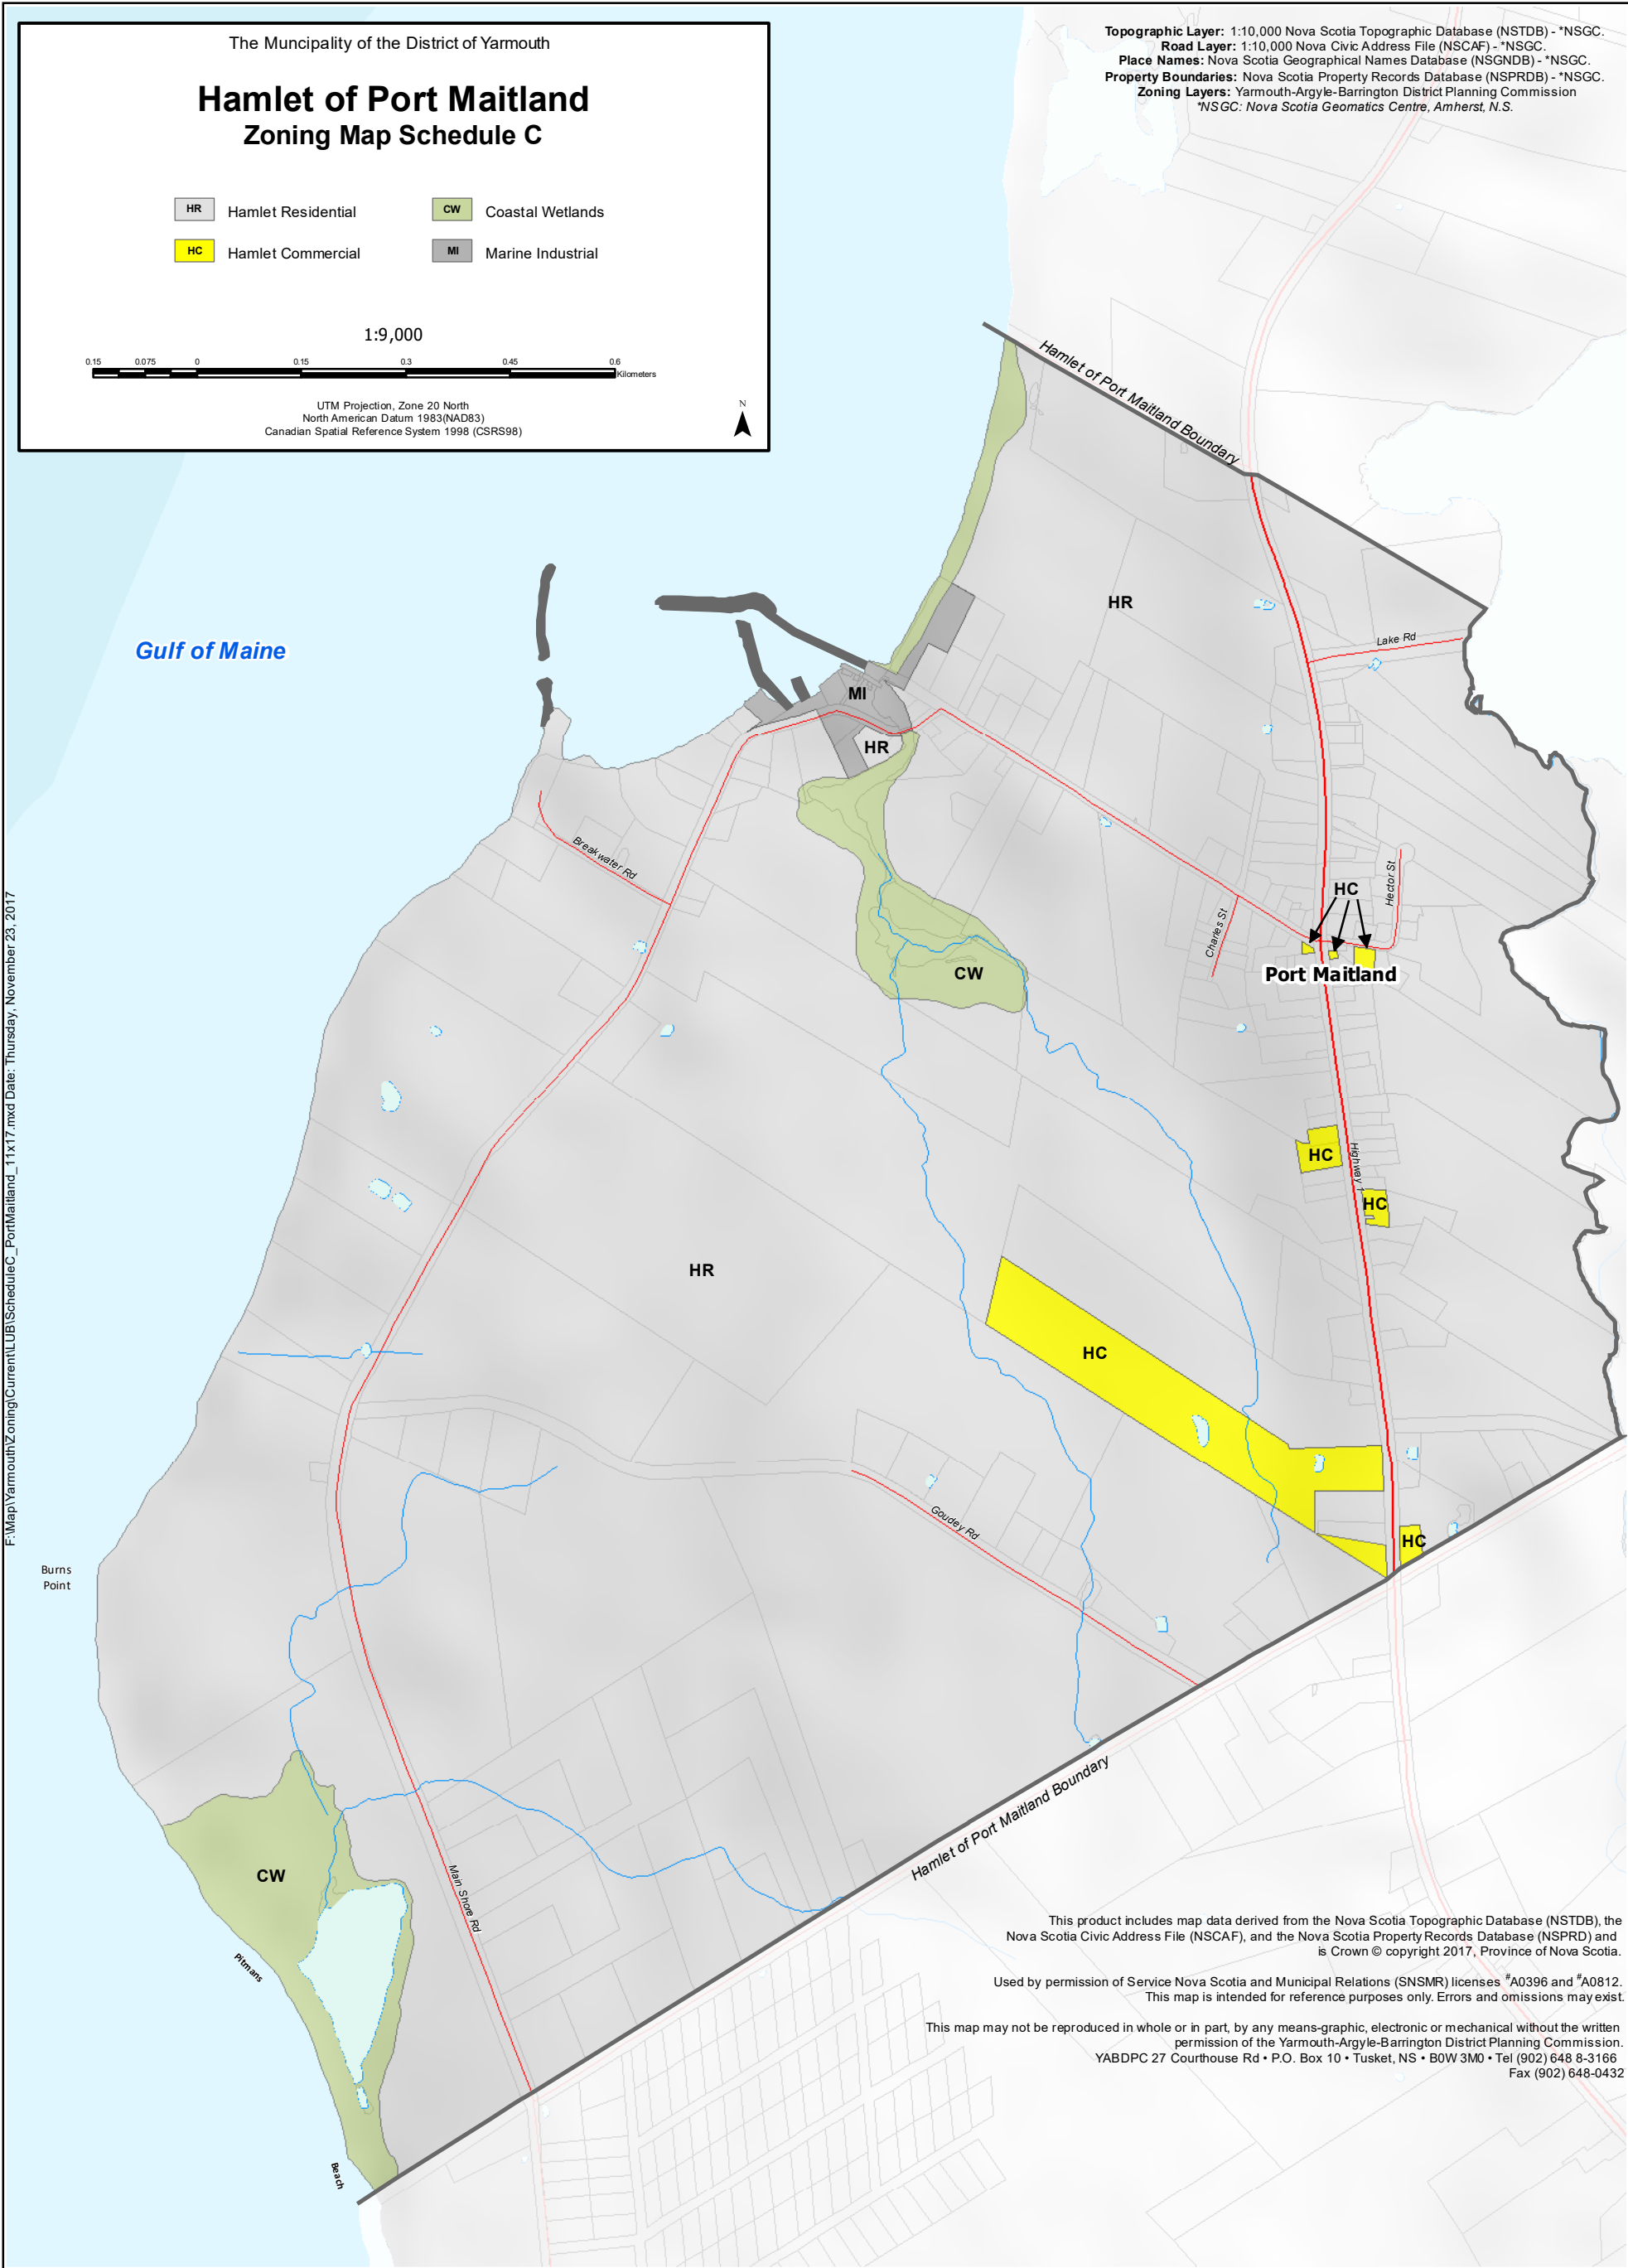 The Muncipality of the District of Yarmouth
Hamlet of Port Maitland
Zoning Map Schedule C
HR Hamlet Residential
CW Coastal Wetlands
HC Hamlet Commercial
MI Marine Industrial
1:9,000
0.15 0.075 0 0.15 0.3 0.45 0.6
Kilometers
UTM Projection, Zone 20 North
North American Datum 1983(NAD83)
Canadian Spatial Reference System 1998 (CSRS98)
N
Topographic Layer: 1:10,000 Nova Scotia Topographic Database (NSTDB) - *NSGC.
Road Layer: 1:10,000 Nova Civic Address File (NSCAF) - *NSGC.
Place Names: Nova Scotia Geographical Names Database (NSGNDB) - *NSGC.
Property Boundaries: Nova Scotia Property Records Database (NSPRDB) - *NSGC.
Zoning Layers: Yarmouth-Argyle-Barrington District Planning Commission
*NSGC: Nova Scotia Geomatics Centre, Amherst, N.S.
Hamlet of Port Maitland Boundary
HR
Lake Rd
Gulf of Maine
MI
HR
Breakwater Rd
Hector St
HC
Charles St
CW
Port Maitland
HC
Highway 1
HC
HR
HC
Goudey Rd
HC
Burns
Point
Hamlet of Port Maitland Boundary
CW
Main Shore Rd
Pitmans
Beach
F:\Map\Yarmouth\Zoning\Current\LUB\ScheduleC_PortMaitland_11x17.mxd Date: Thursday, November 23, 2017
This product includes map data derived from the Nova Scotia Topographic Database (NSTDB), the
Nova Scotia Civic Address File (NSCAF), and the Nova Scotia Property Records Database (NSPRD) and
is Crown © copyright 2017, Province of Nova Scotia.
Used by permission of Service Nova Scotia and Municipal Relations (SNSMR) licenses #A0396 and #A0812.
This map is intended for reference purposes only. Errors and omissions may exist.
This map may not be reproduced in whole or in part, by any means-graphic, electronic or mechanical without the written
permission of the Yarmouth-Argyle-Barrington District Planning Commission.
YABDPC 27 Courthouse Rd • P.O. Box 10 • Tusket, NS • B0W 3M0 • Tel (902) 648 8-3166
Fax (902) 648-0432